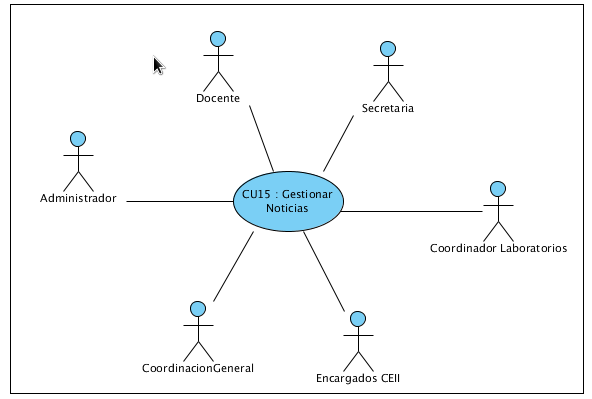 Docente
Secretaria
Administrador
CU15 : Gestionar
Noticias
Coordinador Laboratorios
CoordinacionGeneral
Encargados CEII